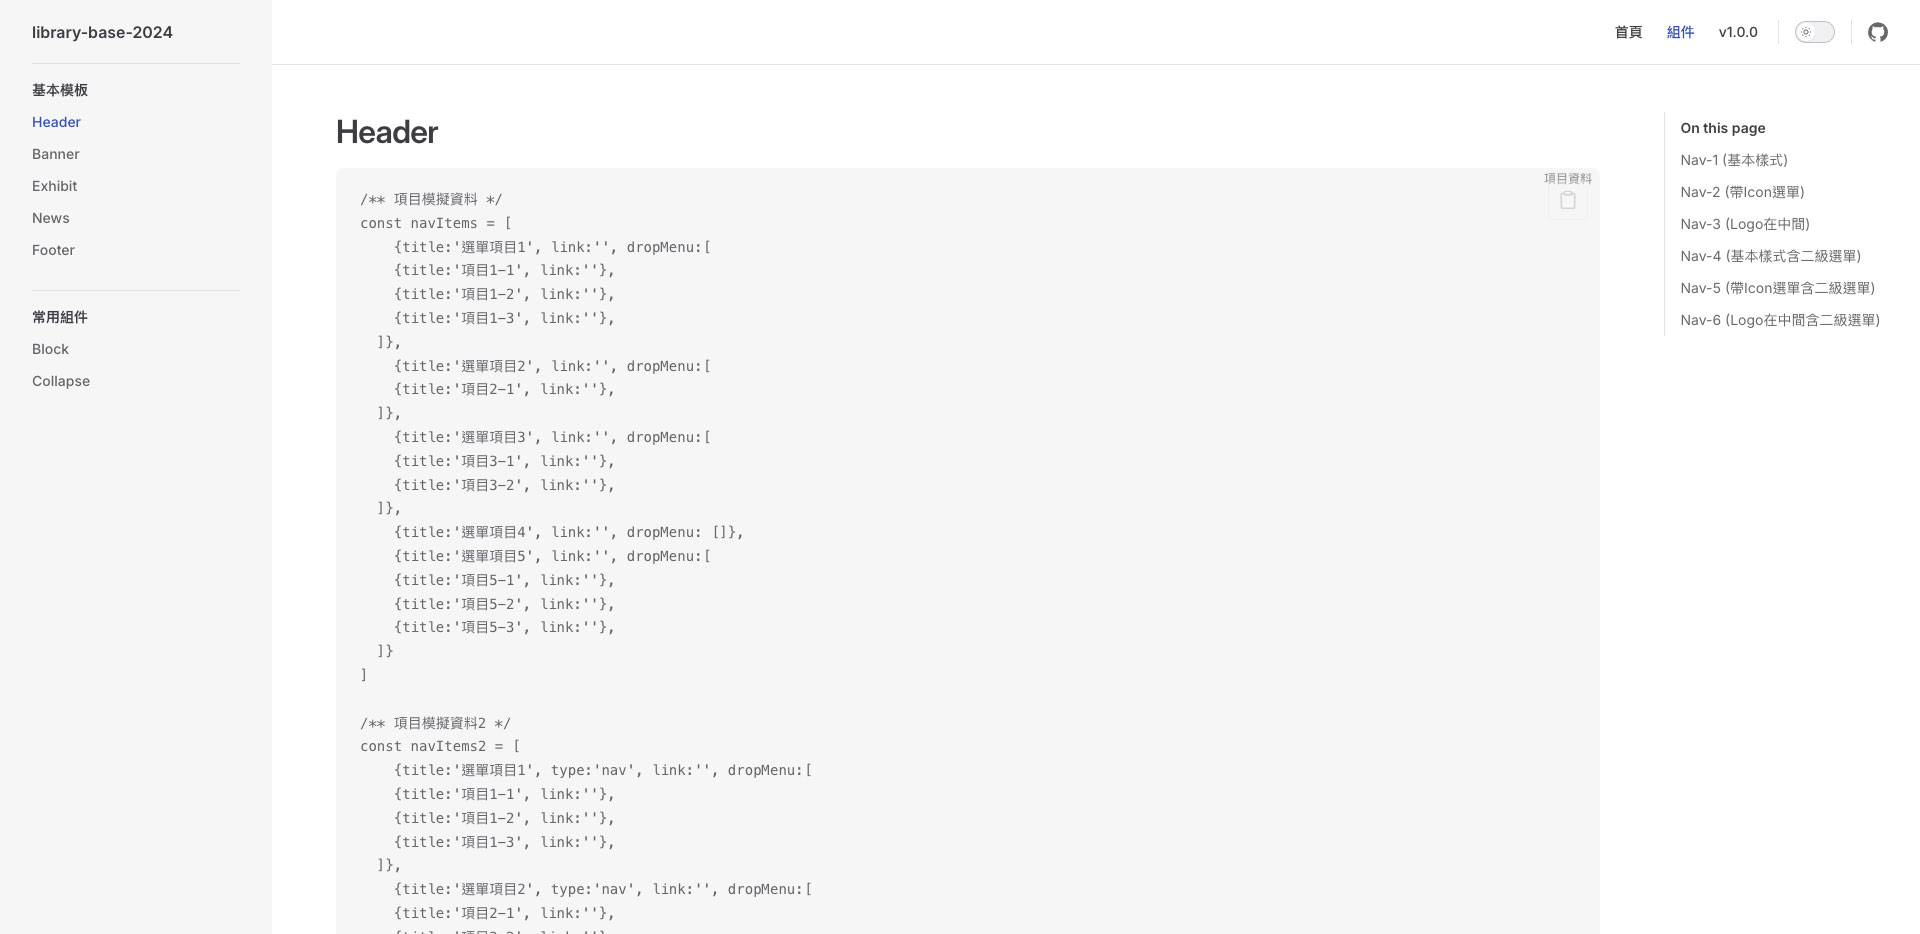 library-base-2024
首頁
組件
v1.0.0
基本模板
Header
Banner
Exhibit
News
Footer
常用組件
Block
Collapse
Header
項目資料
/** 項目模擬資料 */
const navItems = [
    {title:'選單項目1', link:'', dropMenu:[
    {title:'項目1-1', link:''},
    {title:'項目1-2', link:''},
    {title:'項目1-3', link:''},
  ]},
    {title:'選單項目2', link:'', dropMenu:[
    {title:'項目2-1', link:''},
  ]},
    {title:'選單項目3', link:'', dropMenu:[
    {title:'項目3-1', link:''},
    {title:'項目3-2', link:''},
  ]},
    {title:'選單項目4', link:'', dropMenu: []},
    {title:'選單項目5', link:'', dropMenu:[
    {title:'項目5-1', link:''},
    {title:'項目5-2', link:''},
    {title:'項目5-3', link:''},
  ]}
]
/** 項目模擬資料2 */
const navItems2 = [
    {title:'選單項目1', type:'nav', link:'', dropMenu:[
    {title:'項目1-1', link:''},
    {title:'項目1-2', link:''},
    {title:'項目1-3', link:''},
  ]},
    {title:'選單項目2', type:'nav', link:'', dropMenu:[
    {title:'項目2-1', link:''},
On this page
Nav-1 (基本樣式)
Nav-2 (帶Icon選單)
Nav-3 (Logo在中間)
Nav-4 (基本樣式含二級選單)
Nav-5 (帶Icon選單含二級選單)
Nav-6 (Logo在中間含二級選單)